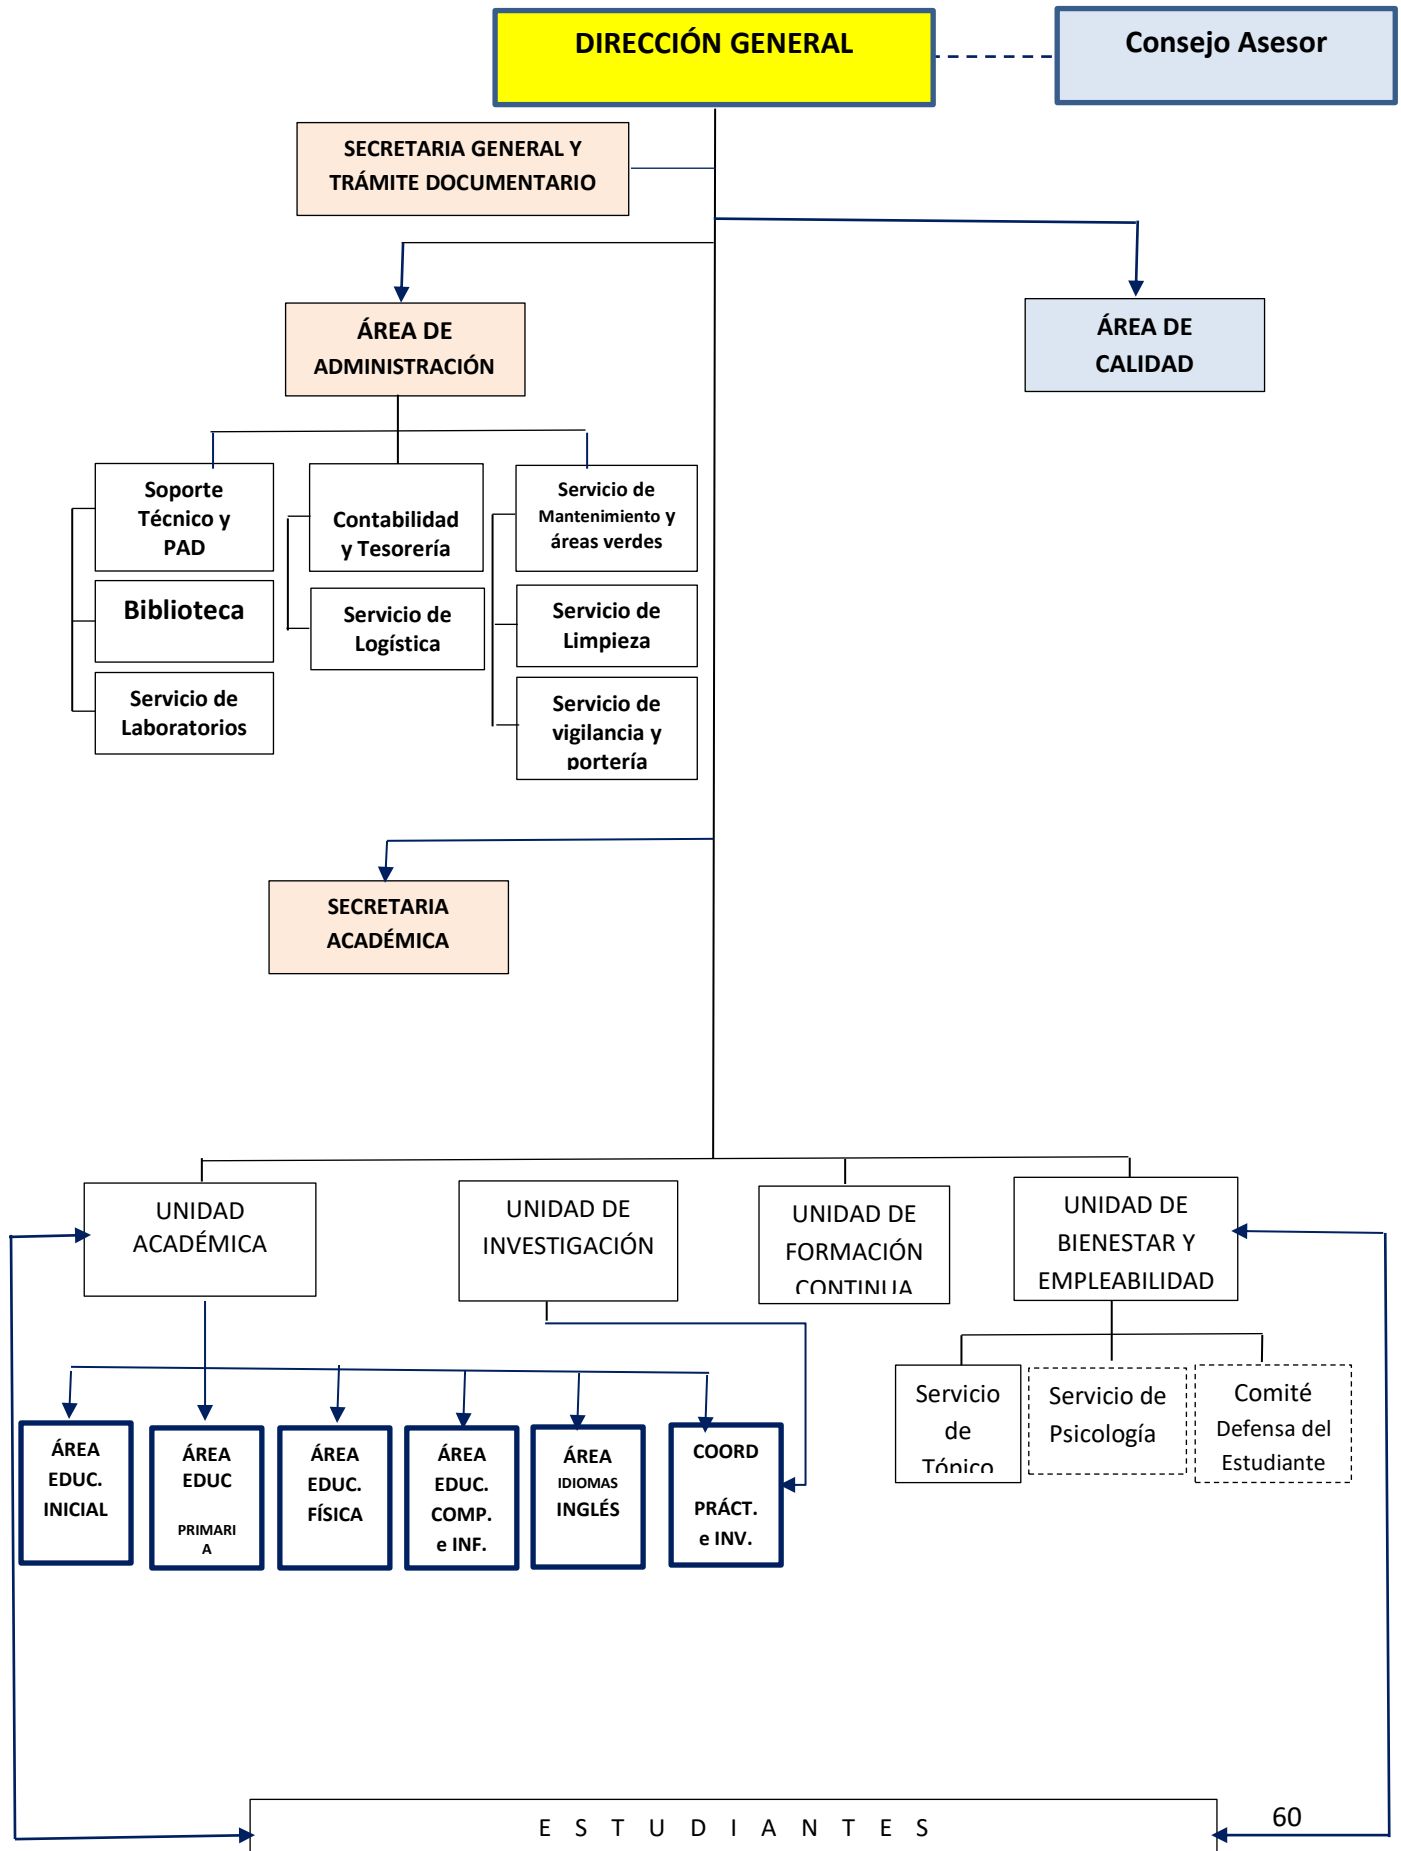 DIRECCIÓN GENERAL
Consejo Asesor
SECRETARIA GENERAL Y
TRÁMITE DOCUMENTARIO
ÁREA DE
ADMINISTRACIÓN
ÁREA DE
CALIDAD
Soporte
Técnico y
PAD
Contabilidad
y Tesorería
Servicio de
Mantenimiento y
áreas verdes
Biblioteca
Servicio de
Logística
Servicio de
Limpieza
Servicio de
Laboratorios
Servicio de
vigilancia y
portería
SECRETARIA
ACADÉMICA
UNIDAD
ACADÉMICA
UNIDAD DE
INVESTIGACIÓN
UNIDAD DE
FORMACIÓN
CONTINUA
UNIDAD DE
BIENESTAR Y
EMPLEABILIDAD
Servicio
de
Tópico
Servicio de
Psicología
Comité
Defensa del
Estudiante
ÁREA
EDUC.
INICIAL
ÁREA
EDUC
PRIMARI
A
ÁREA
EDUC.
FÍSICA
ÁREA
EDUC.
COMP.
e INF.
ÁREA
IDIOMAS
INGLÉS
COORD
PRÁCT.
e INV.
E S T U D I A N T E S
60